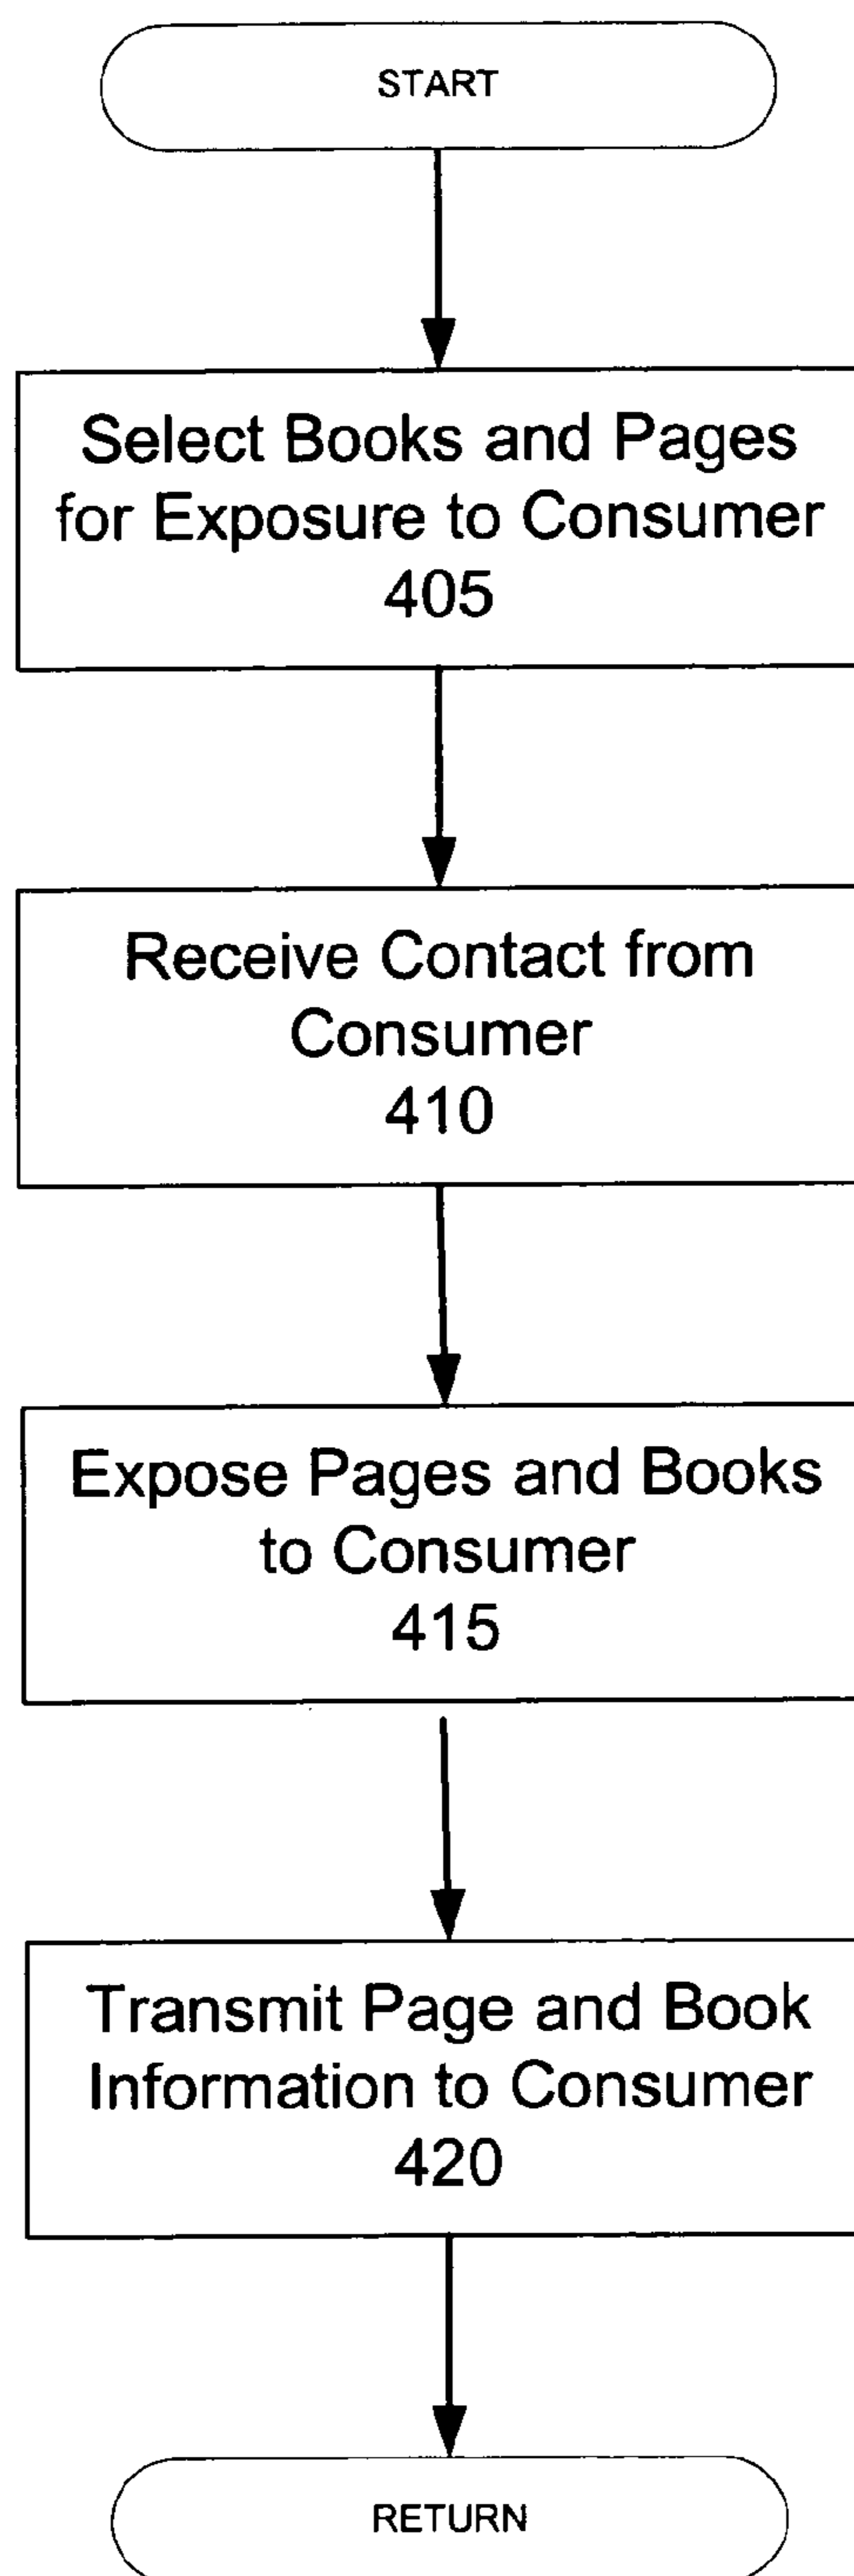 START
Select Books and Pages
for Exposure to Consumer
405
Receive Contact from
Consumer
410
Expose Pages and Books
to Consumer
415
Transmit Page and Book
Information to Consumer
420
RETURN